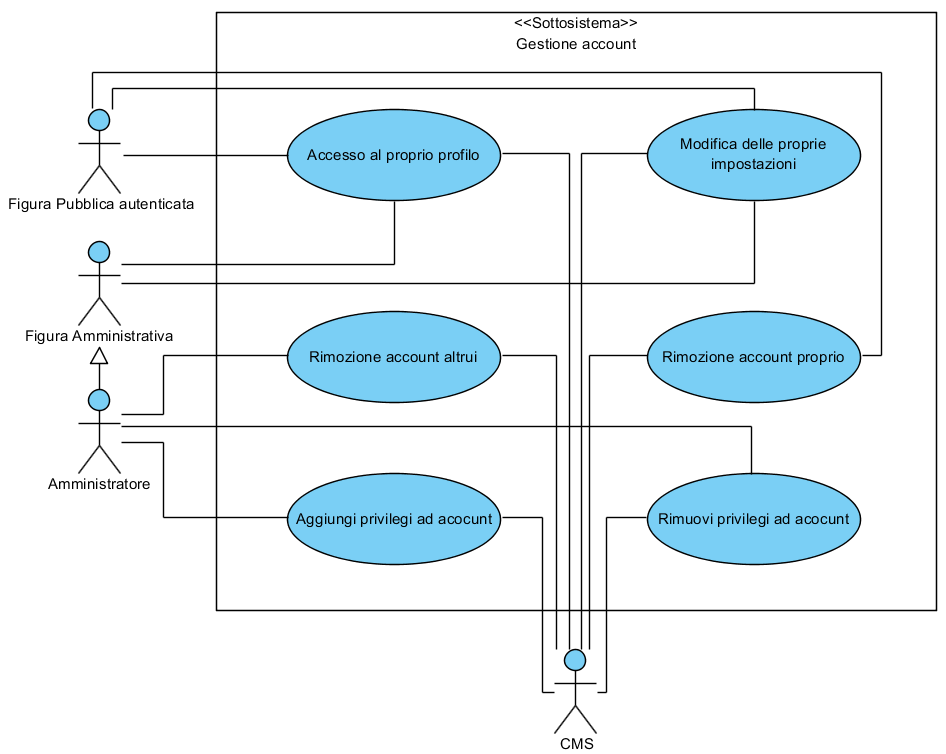 <<Sottosistema>>
Gestione account
Figura Pubblica autenticata
Accesso al proprio profilo
Modifica delle proprie
impostazioni
Figura Amministrativa
Rimozione account altrui
Rimozione account proprio
Amministratore
Aggiungi privilegi ad acocunt
Rimuovi privilegi ad acocunt
CMS